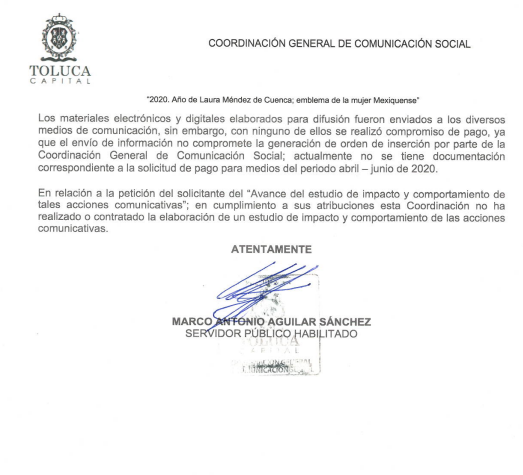 COORDINACIÓN GENERAL DE COMUNICACIÓN SOCIAL
TOLUCA
CAPITAL
"2020. Año de Laura Méndez de Cuenca; emblema de la mujer Mexiquense"
Los materiales electrónicos y digitales elaborados para difusión fueron enviados a los diversos
medios de comunicación, sin embargo, con ninguno de ellos se realizó compromiso de pago, ya
que el envío de información no compromete la generación de orden de inserción por parte de la
Coordinación General de Comunicación Social; actualmente no se tiene documentación
correspondiente a la solicitud de pago para medios del periodo abril – junio de 2020.
En relación a la petición del solicitante del "Avance del estudio de impacto y comportamiento de
tales acciones comunicativas"; en cumplimiento a sus atribuciones esta Coordinación no ha
realizado o contratado la elaboración de un estudio de impacto y comportamiento de las acciones
comunicativas.
ATENTAMENTE
MARCO ANTONIO AGUILAR SÁNCHEZ
SERVIDOR PÚBLICO HABILITADO
TOLUCA
CAPITAL